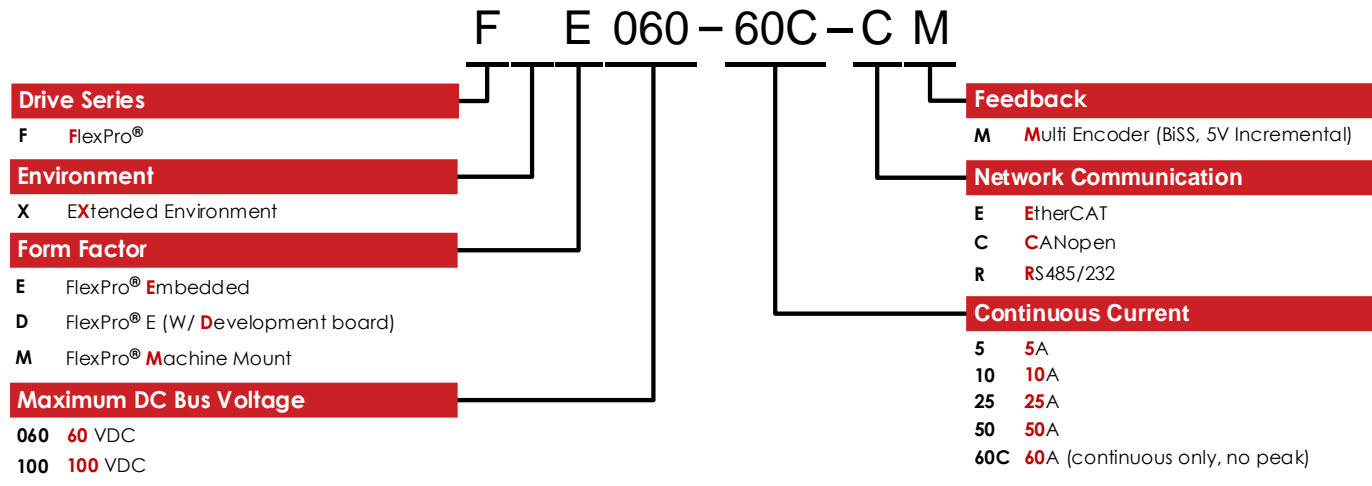 F E 060 – 60C – C M
Drive Series
F FlexPro®
Environment
X EXtended Environment
Form Factor
E FlexPro® Embedded
D FlexPro® E (W/ Development board)
M FlexPro® Machine Mount
Maximum DC Bus Voltage
060 60 VDC
100 100 VDC
Feedback
M Multi Encoder (BiSS, 5V Incremental)
Network Communication
E EtherCAT
C CANopen
R RS485/232
Continuous Current
5 5A
10 10A
25 25A
50 50A
60C 60A (continuous only, no peak)